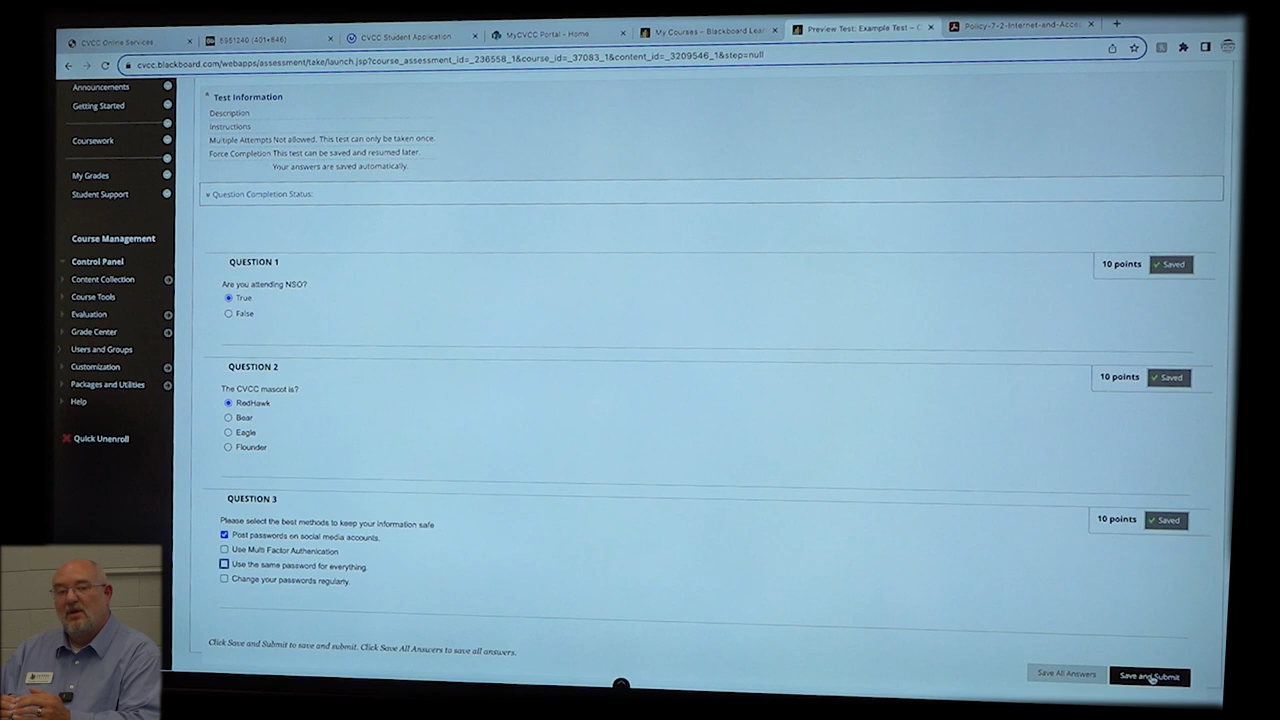 CVCC Online Services
6951240 (401×646)
CVCC Student Application
MyCVCC Portal - Home
My Courses – Blackboard Lea
Preview Test: Example Test – C
Policy-7-2-Internet-and-Acce
cvcc.blackboard.com/webapps/assessment/take/launch.jsp?course_assessment_id=_236558_1&course_id=_37083_1&content_id=_3209546_1&step=null
Announcements
Getting Started
Coursework
My Grades
Student Support
Course Management
Control Panel
Content Collection
Course Tools
Evaluation
Grade Center
Users and Groups
Customization
Packages and Utilities
Help
Quick Unenroll
Test Information
Description
Instructions
Multiple Attempts Not allowed. This test can only be taken once.
Force Completion This test can be saved and resumed later.
Your answers are saved automatically.
Question Completion Status:
QUESTION 1
10 points
Saved
Are you attending NSO?
True
False
QUESTION 2
10 points
Saved
The CVCC mascot is?
RedHawk
Bear
Eagle
Flounder
QUESTION 3
10 points
Saved
Please select the best methods to keep your information safe
Post passwords on social media accounts.
Use Multi Factor Authenication
Use the same password for everything.
Change your passwords regularly.
Click Save and Submit to save and submit. Click Save All Answers to save all answers.
Save All Answers
Save and Submit